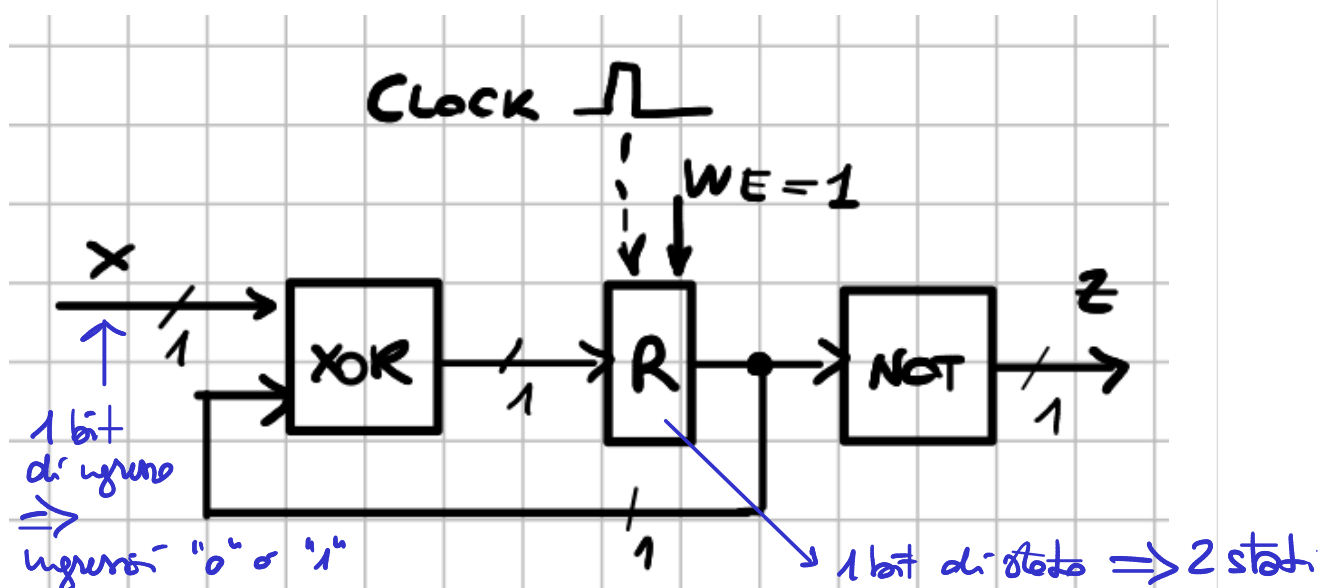 CLOCK
WE=1
X
Z
1
XOR
1
R
NOT
1
1
1 bit
di ingresso
⇒
ingressi "0" o "1"
1 bit di stato ⇒ 2 stati